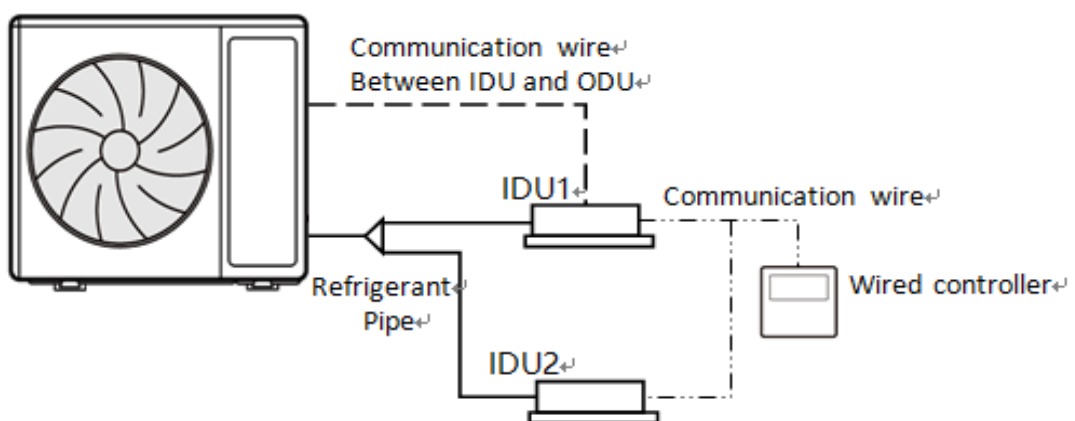 Communication wire↵
Between IDU and ODU↵
IDU1↵
Communication wire↵
Refrigerant↵
Pipe↵
Wired controller↵
IDU2↵